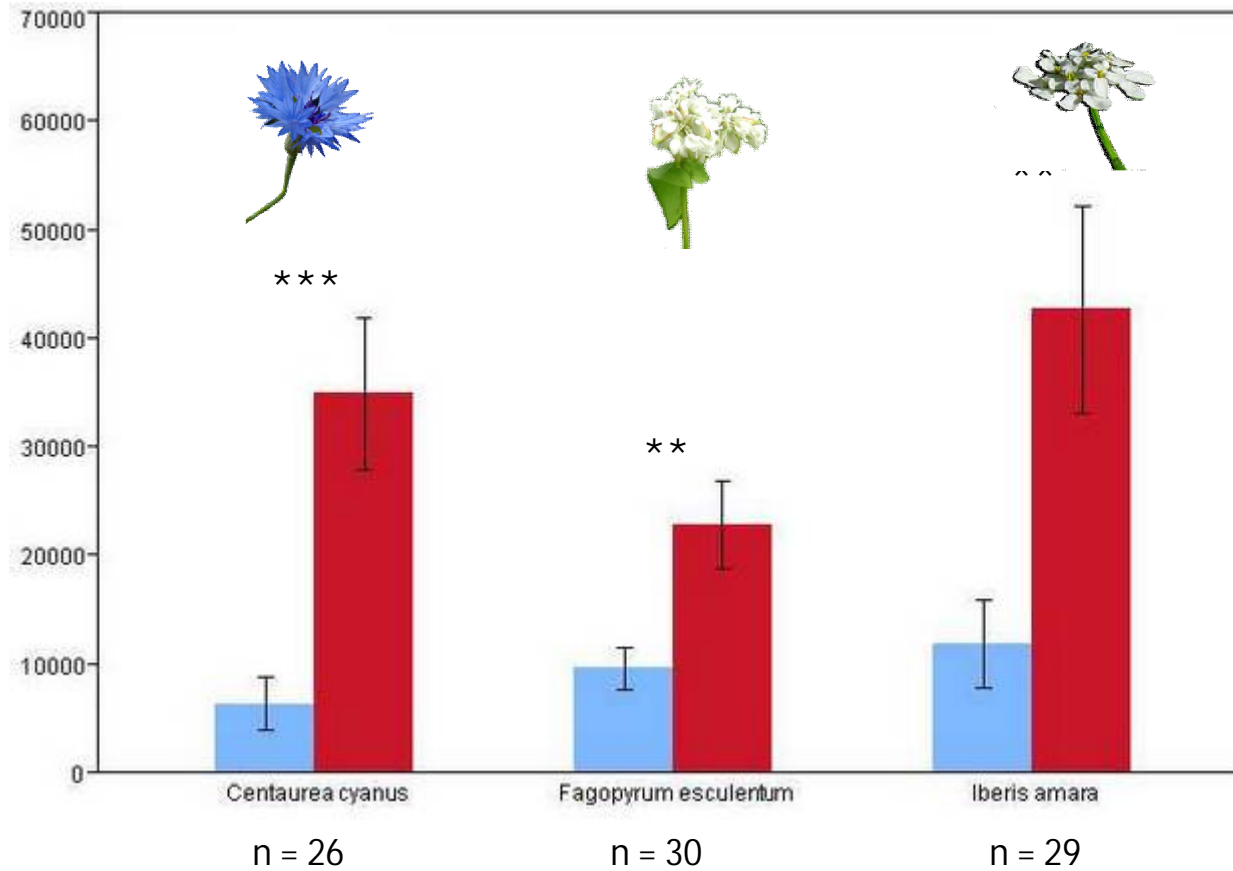 70000
60000
50000
40000
30000
20000
10000
0
***
**
Centaurea cyanus
Fagopyrum esculentum
Iberis amara
n = 26
n = 30
n = 29